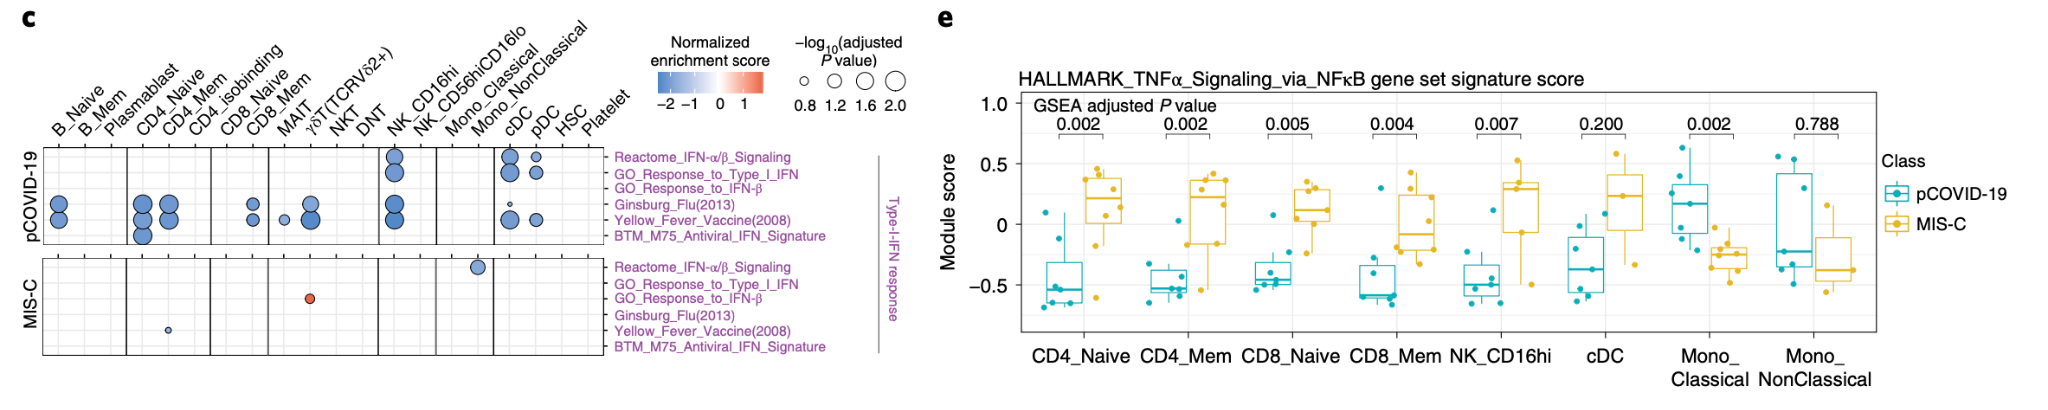 c
B_Naive
B_Mem
Plasmablast
CD4_Naive
CD4_Mem
CD4_isobinding
CD8_Naive
CD8_Mem
MAIT
γδT(TCRVδ2+)
NKT
DNT
NK_CD16hi
NK_CD56hiCD16lo
Mono_Classical
Mono_NonClassical
cDC
pDC
HSC
Platelet
Normalized
enrichment score
−2 −1 0 1
−log10(adjusted
P value)
0.8 1.2 1.6 2.0
pCOVID-19
Reactome_IFN-α/β_Signaling
GO_Response_to_Type_I_IFN
GO_Response_to_IFN-β
Ginsburg_Flu(2013)
Yellow_Fever_Vaccine(2008)
BTM_M75_Antiviral_IFN_Signature
MIS-C
Reactome_IFN-α/β_Signaling
GO_Response_to_Type_I_IFN
GO_Response_to_IFN-β
Ginsburg_Flu(2013)
Yellow_Fever_Vaccine(2008)
BTM_M75_Antiviral_IFN_Signature
Type-I-IFN response
e
HALLMARK_TNFα_Signaling_via_NFκB gene set signature score
GSEA adjusted P value
0.002 0.002 0.005 0.004 0.007 0.200 0.002 0.788
Module score
1.0
0.5
0
−0.5
CD4_Naive CD4_Mem CD8_Naive CD8_Mem NK_CD16hi cDC Mono_ Mono_
Classical NonClassical
Class
pCOVID-19
MIS-C